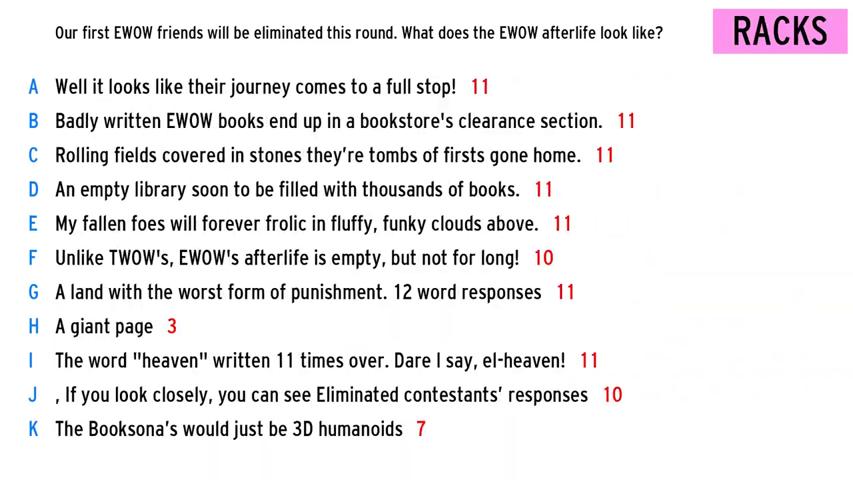 Our first EWOW friends will be eliminated this round. What does the EWOW afterlife look like?
RACKS
A Well it looks like their journey comes to a full stop! 11
B Badly written EWOW books end up in a bookstore's clearance section. 11
C Rolling fields covered in stones they’re tombs of firsts gone home. 11
D An empty library soon to be filled with thousands of books. 11
E My fallen foes will forever frolic in fluffy, funky clouds above. 11
F Unlike TWOW's, EWOW's afterlife is empty, but not for long! 10
G A land with the worst form of punishment. 12 word responses 11
H A giant page 3
I The word "heaven" written 11 times over. Dare I say, el-heaven! 11
J , If you look closely, you can see Eliminated contestants’ responses 10
K The Booksona’s would just be 3D humanoids 7